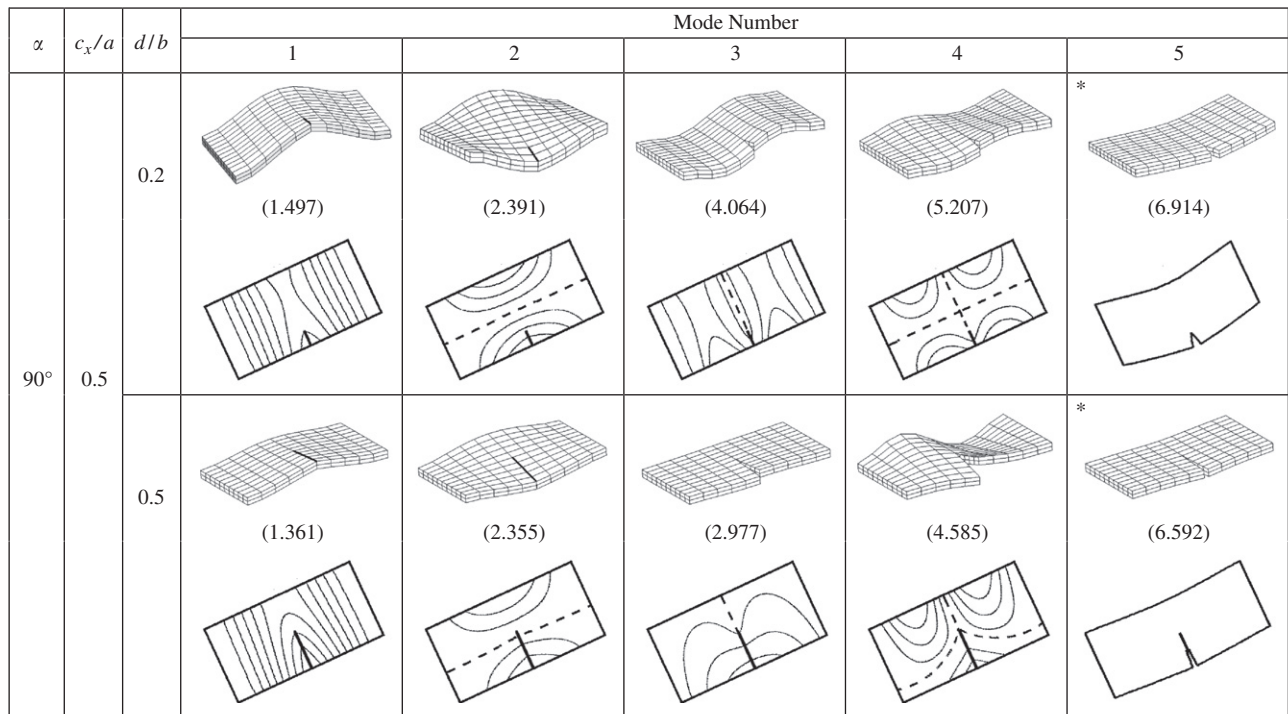 α c_x/a d/b Mode Number
1 2 3 4 5
*
0.2
(1.497) (2.391) (4.064) (5.207) (6.914)
90° 0.5
*
0.5
(1.361) (2.355) (2.977) (4.585) (6.592)